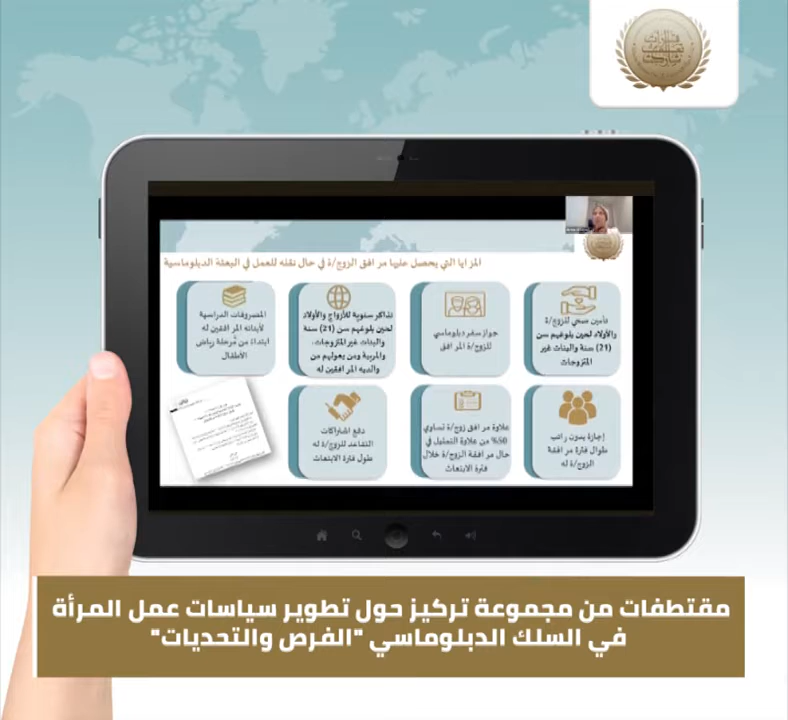 المزايا التي يحصل عليها مرافق الزوج/ة في حال نقله للعمل في البعثة الدبلوماسية
تأمين صحي للزوج/ة
والأولاد لحين بلوغهم سن
(21) سنة والبنات غير
المتزوجات
جواز سفر دبلوماسي
للزوج/ة المرافق
تذاكر سنوية للأزواج والأولاد
لحين بلوغهم سن (21) سنة
والبنات غير المتزوجات،
والمربية ومن يعولهم من
والديه المرافقين له
المصروفات الدراسية
لأبنائه المرافقين له
ابتداءً من مرحلة رياض
الأطفال
إجازة بدون راتب
طوال فترة مرافقة
الزوج/ة له
علاوة مرافق زوج/ة تساوي
50% من علاوة التمثيل في
حال مرافقة الزوج/ة خلال
فترة الابتعاث
دفع اشتراكات
التقاعد للزوج/ة له
طول فترة الابتعاث
مقتطفات من مجموعة تركيز حول تطوير سياسات عمل المرأة
في السلك الدبلوماسي "الفرص والتحديات"